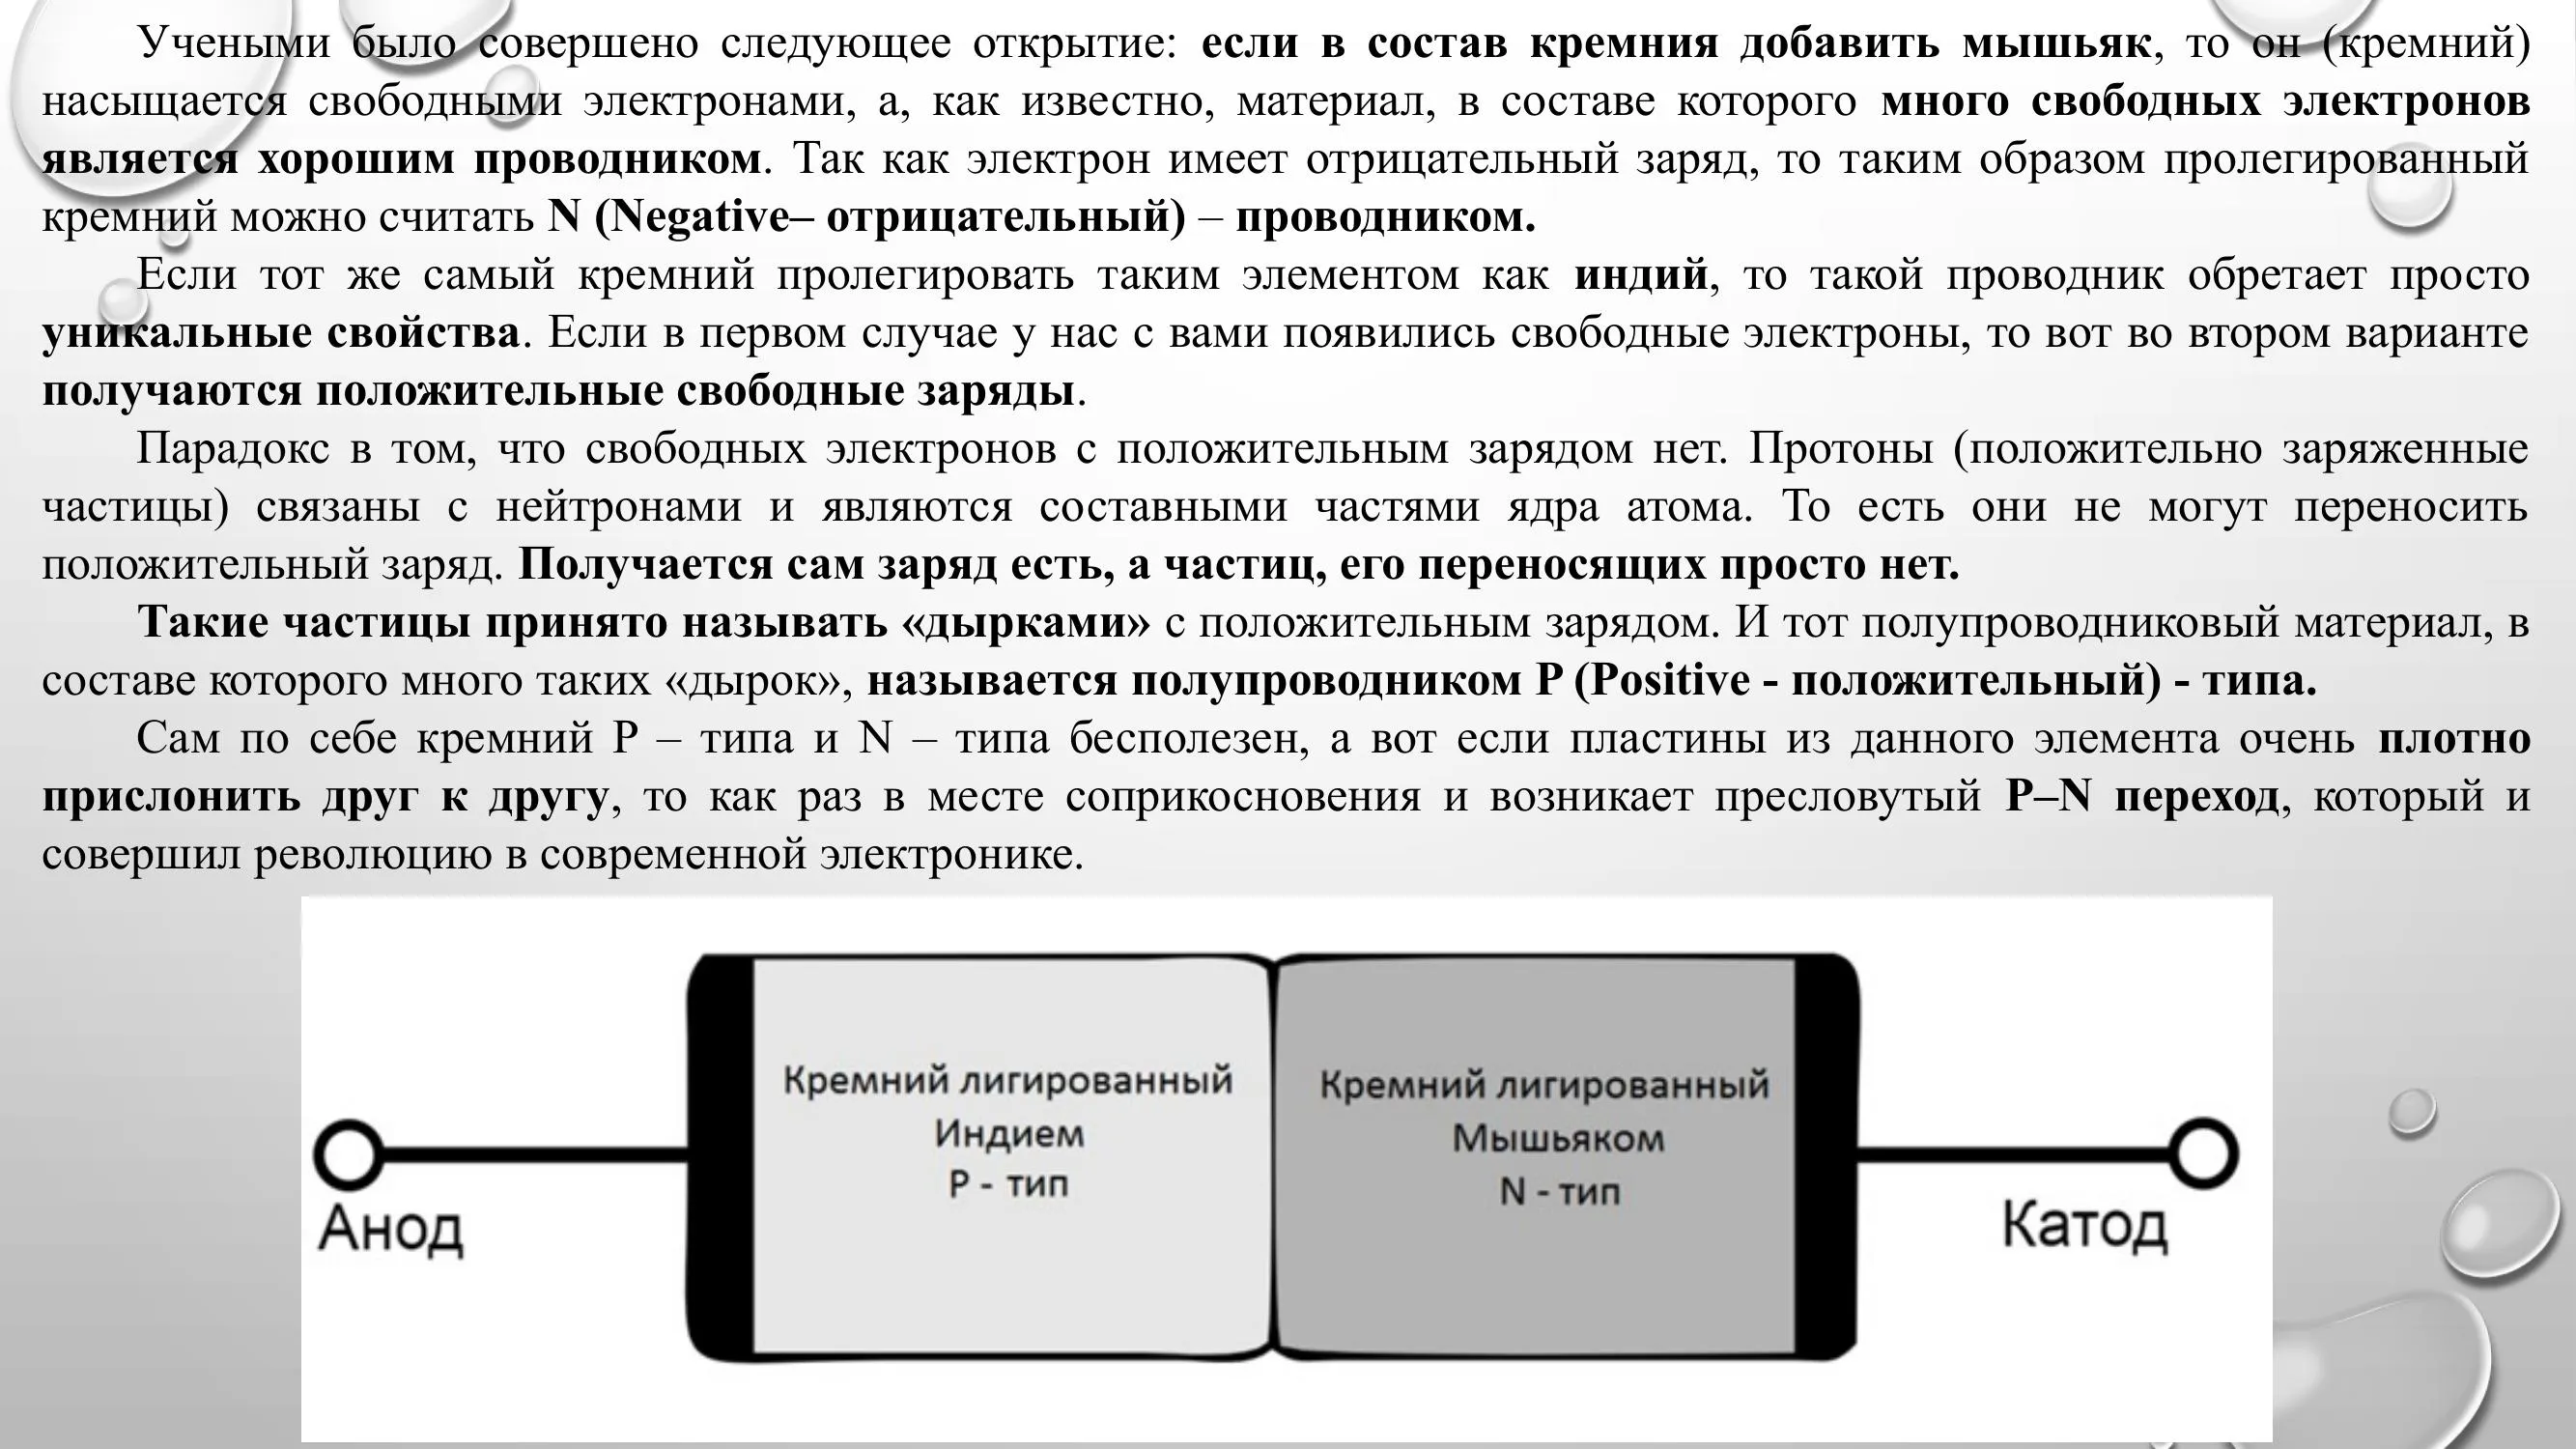 Учеными было совершено следующее открытие: если в состав кремния добавить мышьяк, то он (кремний)
насыщается свободными электронами, а, как известно, материал, в составе которого много свободных электронов
является хорошим проводником. Так как электрон имеет отрицательный заряд, то таким образом пролегированный
кремний можно считать N (Negative– отрицательный) – проводником.
Если тот же самый кремний пролегировать таким элементом как индий, то такой проводник обретает просто
уникальные свойства. Если в первом случае у нас с вами появились свободные электроны, то вот во втором варианте
получаются положительные свободные заряды.
Парадокс в том, что свободных электронов с положительным зарядом нет. Протоны (положительно заряженные
частицы) связаны с нейтронами и являются составными частями ядра атома. То есть они не могут переносить
положительный заряд. Получается сам заряд есть, а частиц, его переносящих просто нет.
Такие частицы принято называть «дырками» с положительным зарядом. И тот полупроводниковый материал, в
составе которого много таких «дырок», называется полупроводником P (Positive - положительный) - типа.
Сам по себе кремний P – типа и N – типа бесполезен, а вот если пластины из данного элемента очень плотно
прислонить друг к другу, то как раз в месте соприкосновения и возникает пресловутый P–N переход, который и
совершил революцию в современной электронике.
Кремний лигированный
Индием
P - тип
Кремний лигированный
Мышьяком
N - тип
Анод
Катод